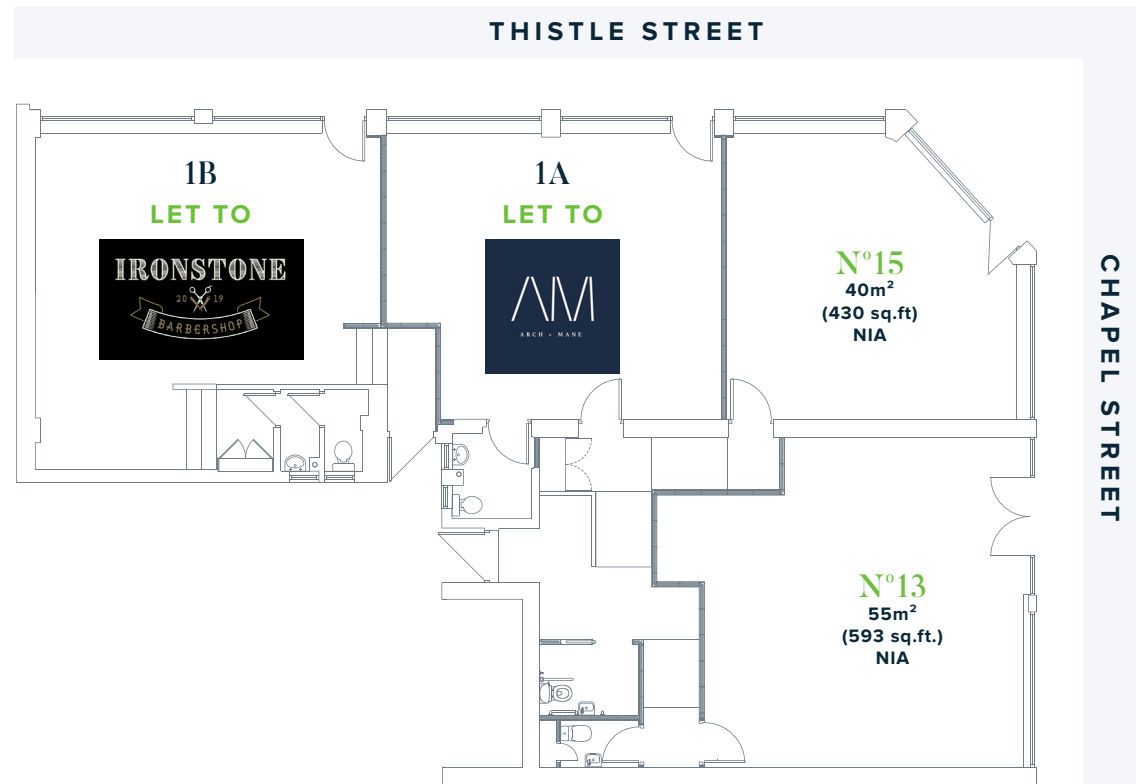 THISTLE STREET
1B
LET TO
IRONSTONE
20 19
BARBERSHOP
1A
LET TO
AM
ARCH + MANE
Nº15
40m²
(430 sq.ft)
NIA
CHAPEL STREET
Nº13
55m²
(593 sq.ft.)
NIA